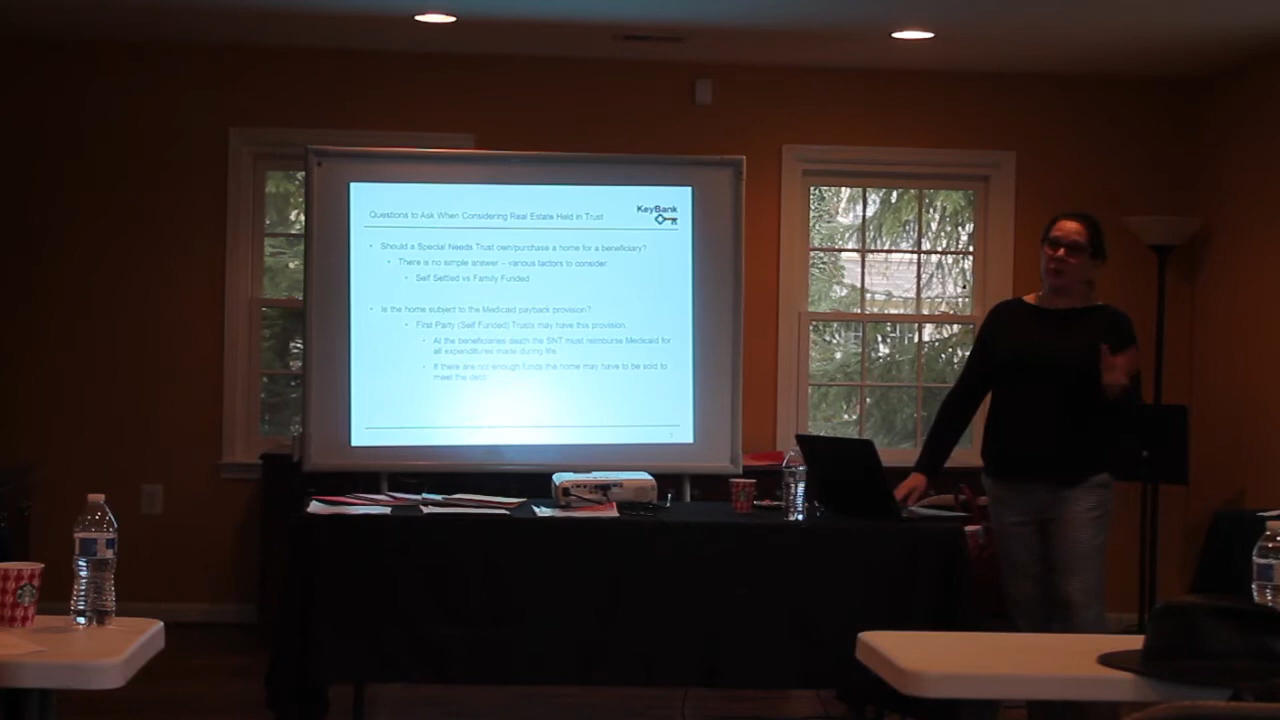 KeyBank
Questions to Ask When Considering Real Estate Held in Trust
• Should a Special Needs Trust own/purchase a home for a beneficiary?
• There is no simple answer – various factors to consider:
• Self Settled vs Family Funded
• Is the home subject to the Medicaid payback provision?
• First Party (Self Funded) Trusts may have this provision.
• At the beneficiaries death the SNT must reimburse Medicaid for
all expenditures made during life.
• If there are not enough funds the home may have to be sold to
meet the debt.